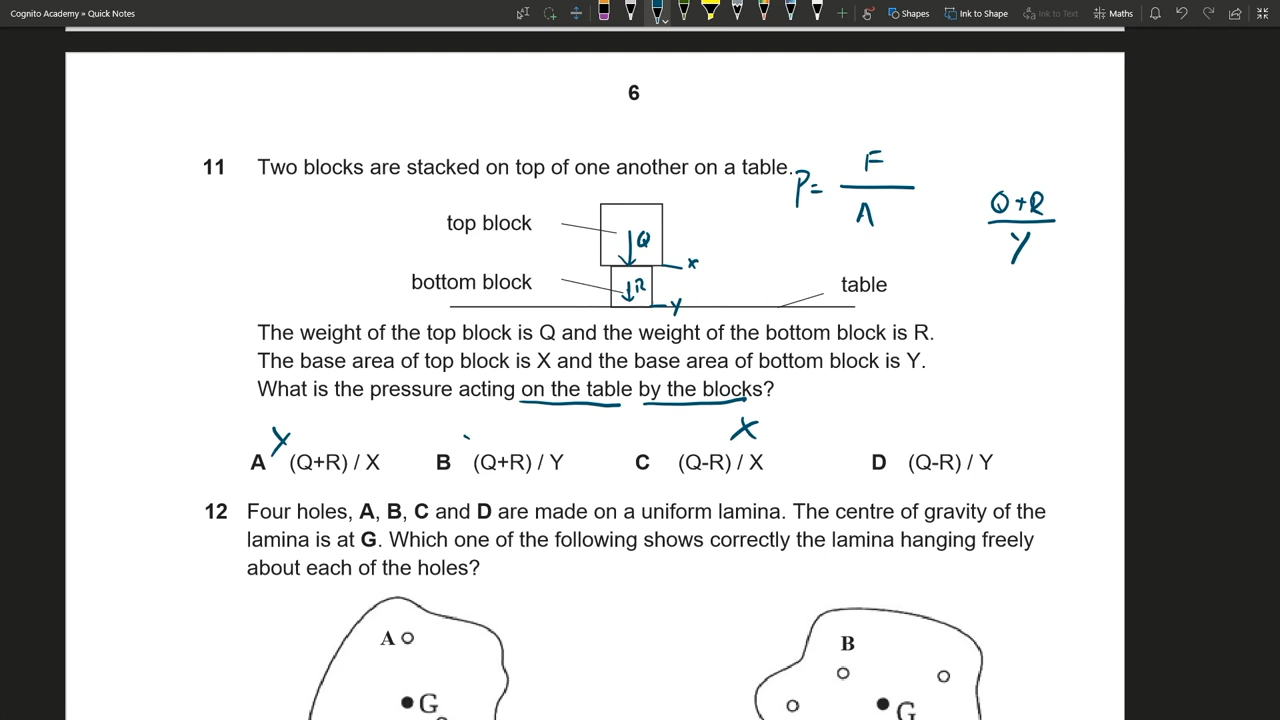 Cognito Academy » Quick Notes
Shapes Ink to Shape Ink to Text Maths
6
11 Two blocks are stacked on top of one another on a table.
P = F / A
Q + R / Y
top block
Q
X
bottom block
R
Y
table
The weight of the top block is Q and the weight of the bottom block is R.
The base area of top block is X and the base area of bottom block is Y.
What is the pressure acting on the table by the blocks?
A (Q+R) / X B (Q+R) / Y C (Q-R) / X D (Q-R) / Y
12 Four holes, A, B, C and D are made on a uniform lamina. The centre of gravity of the
lamina is at G. Which one of the following shows correctly the lamina hanging freely
about each of the holes?
A
G
B
G